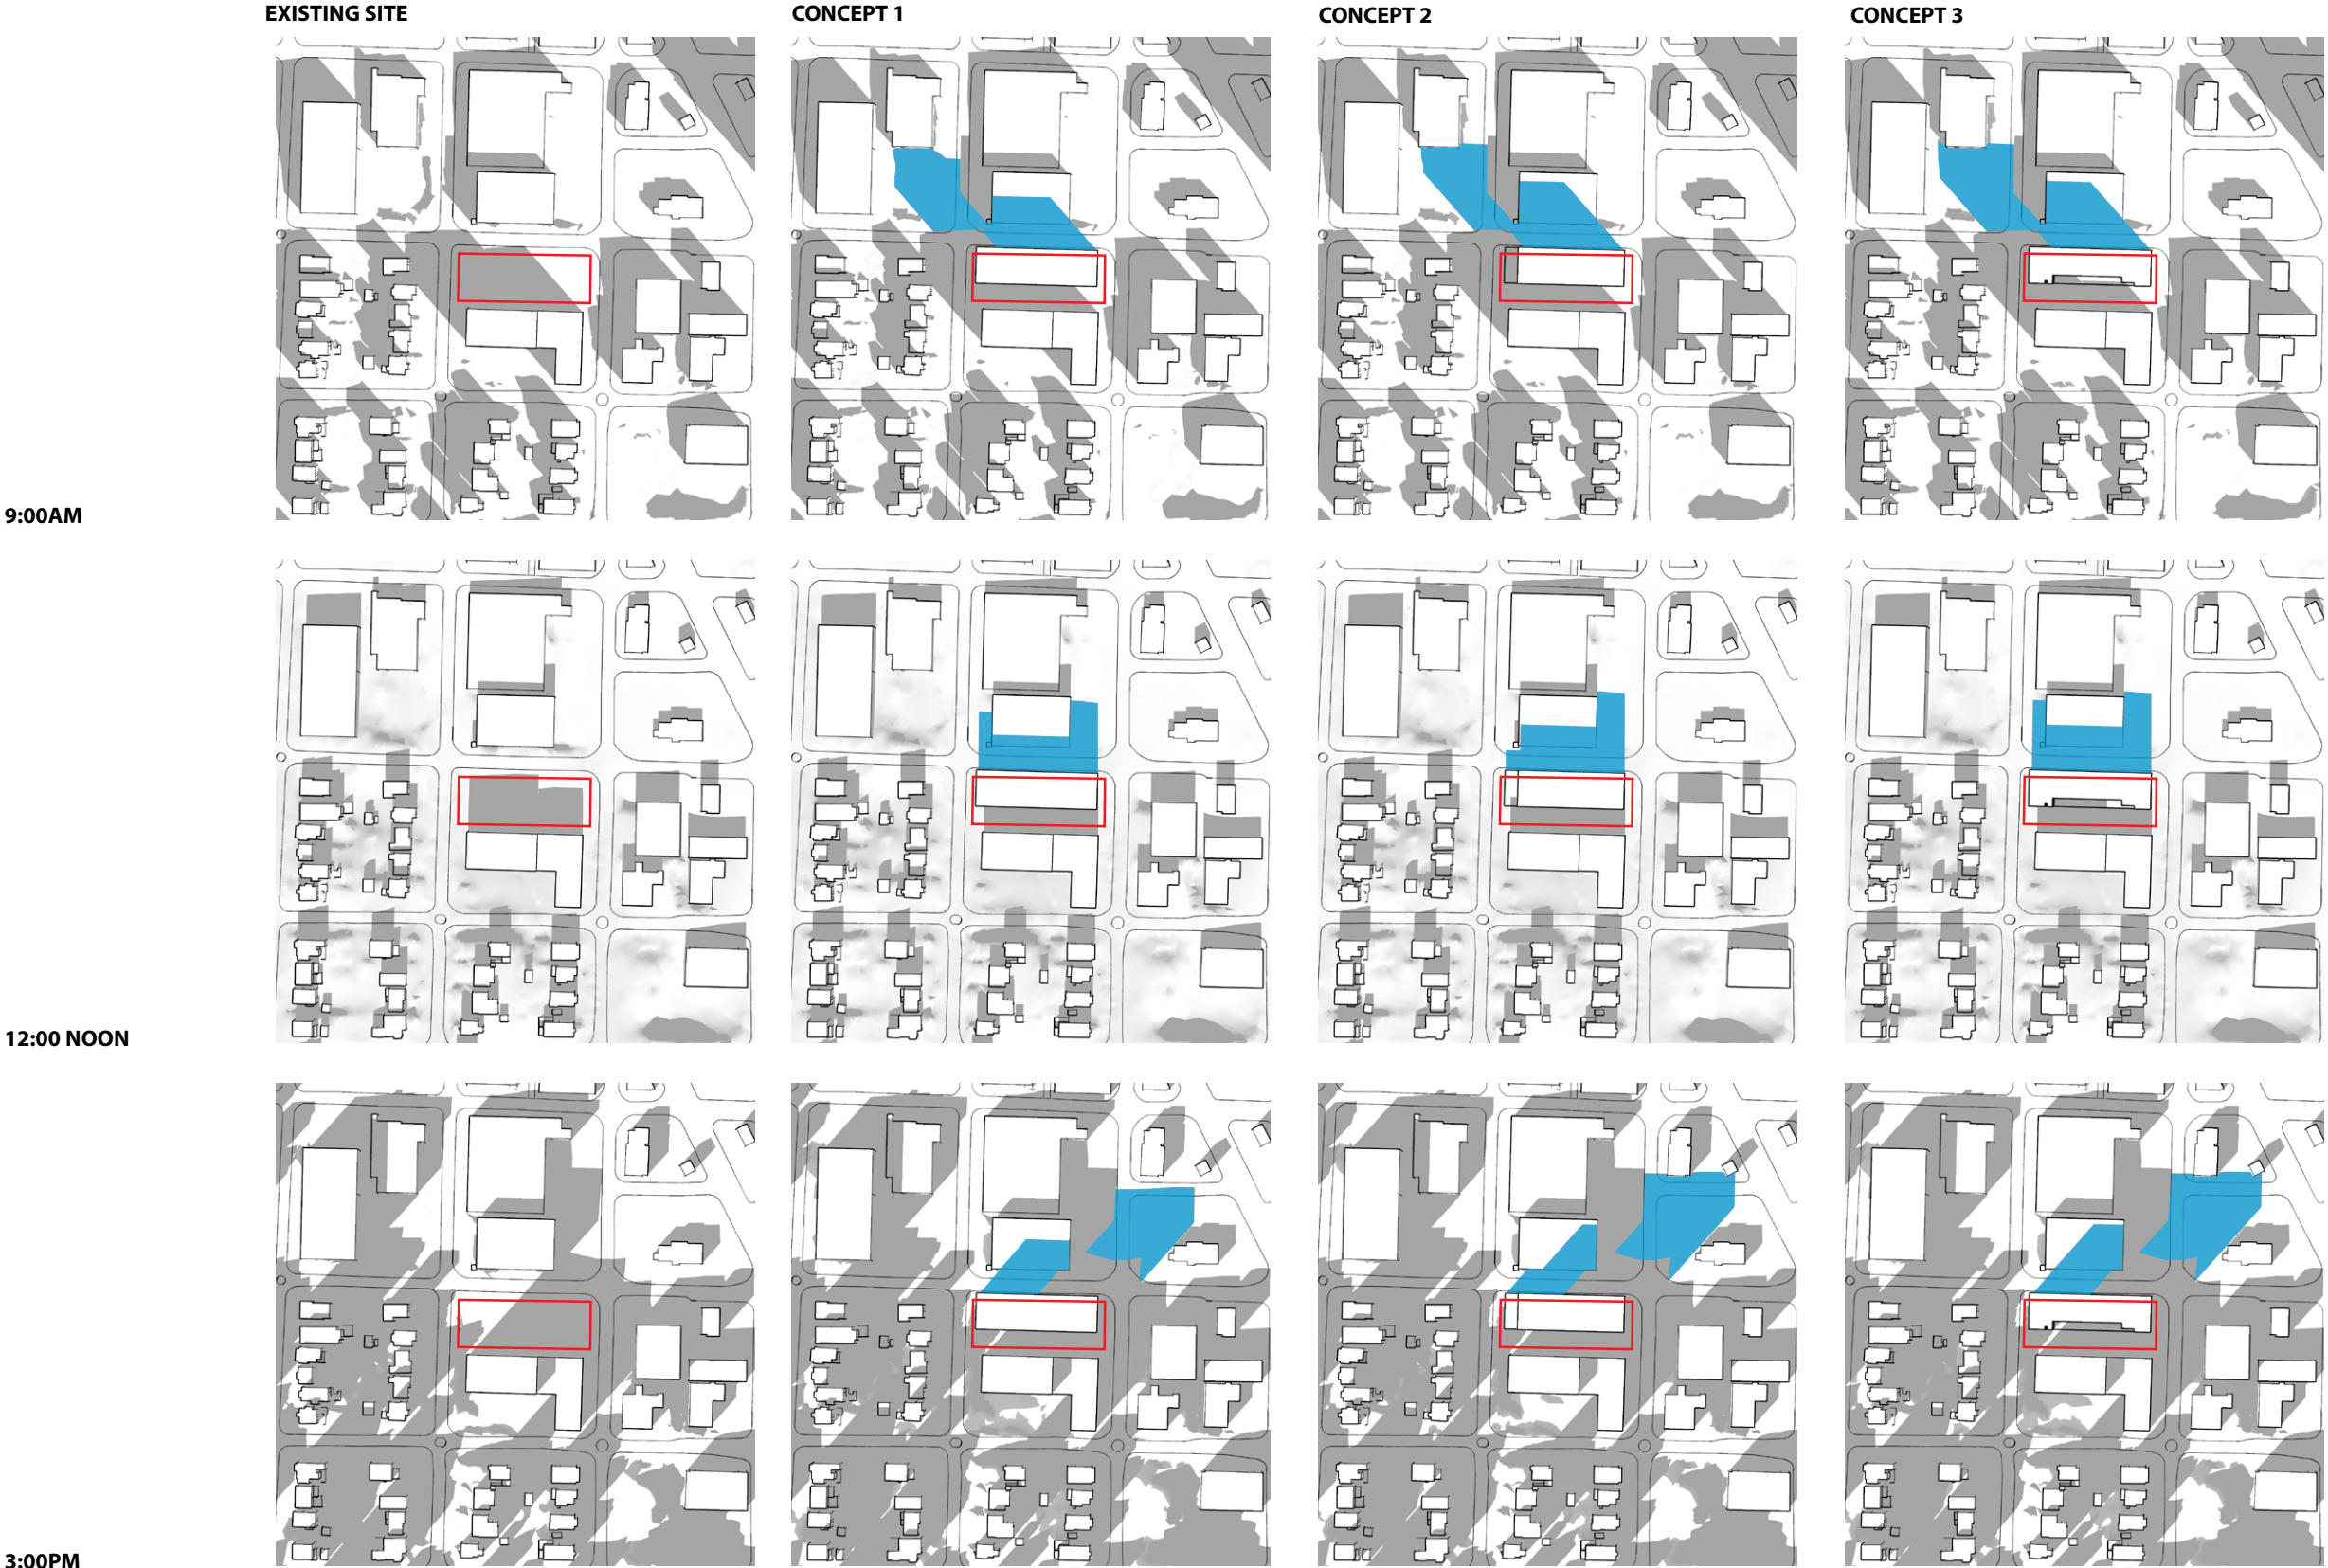 EXISTING SITE
CONCEPT 1
CONCEPT 2
CONCEPT 3
9:00AM
12:00 NOON
3:00PM